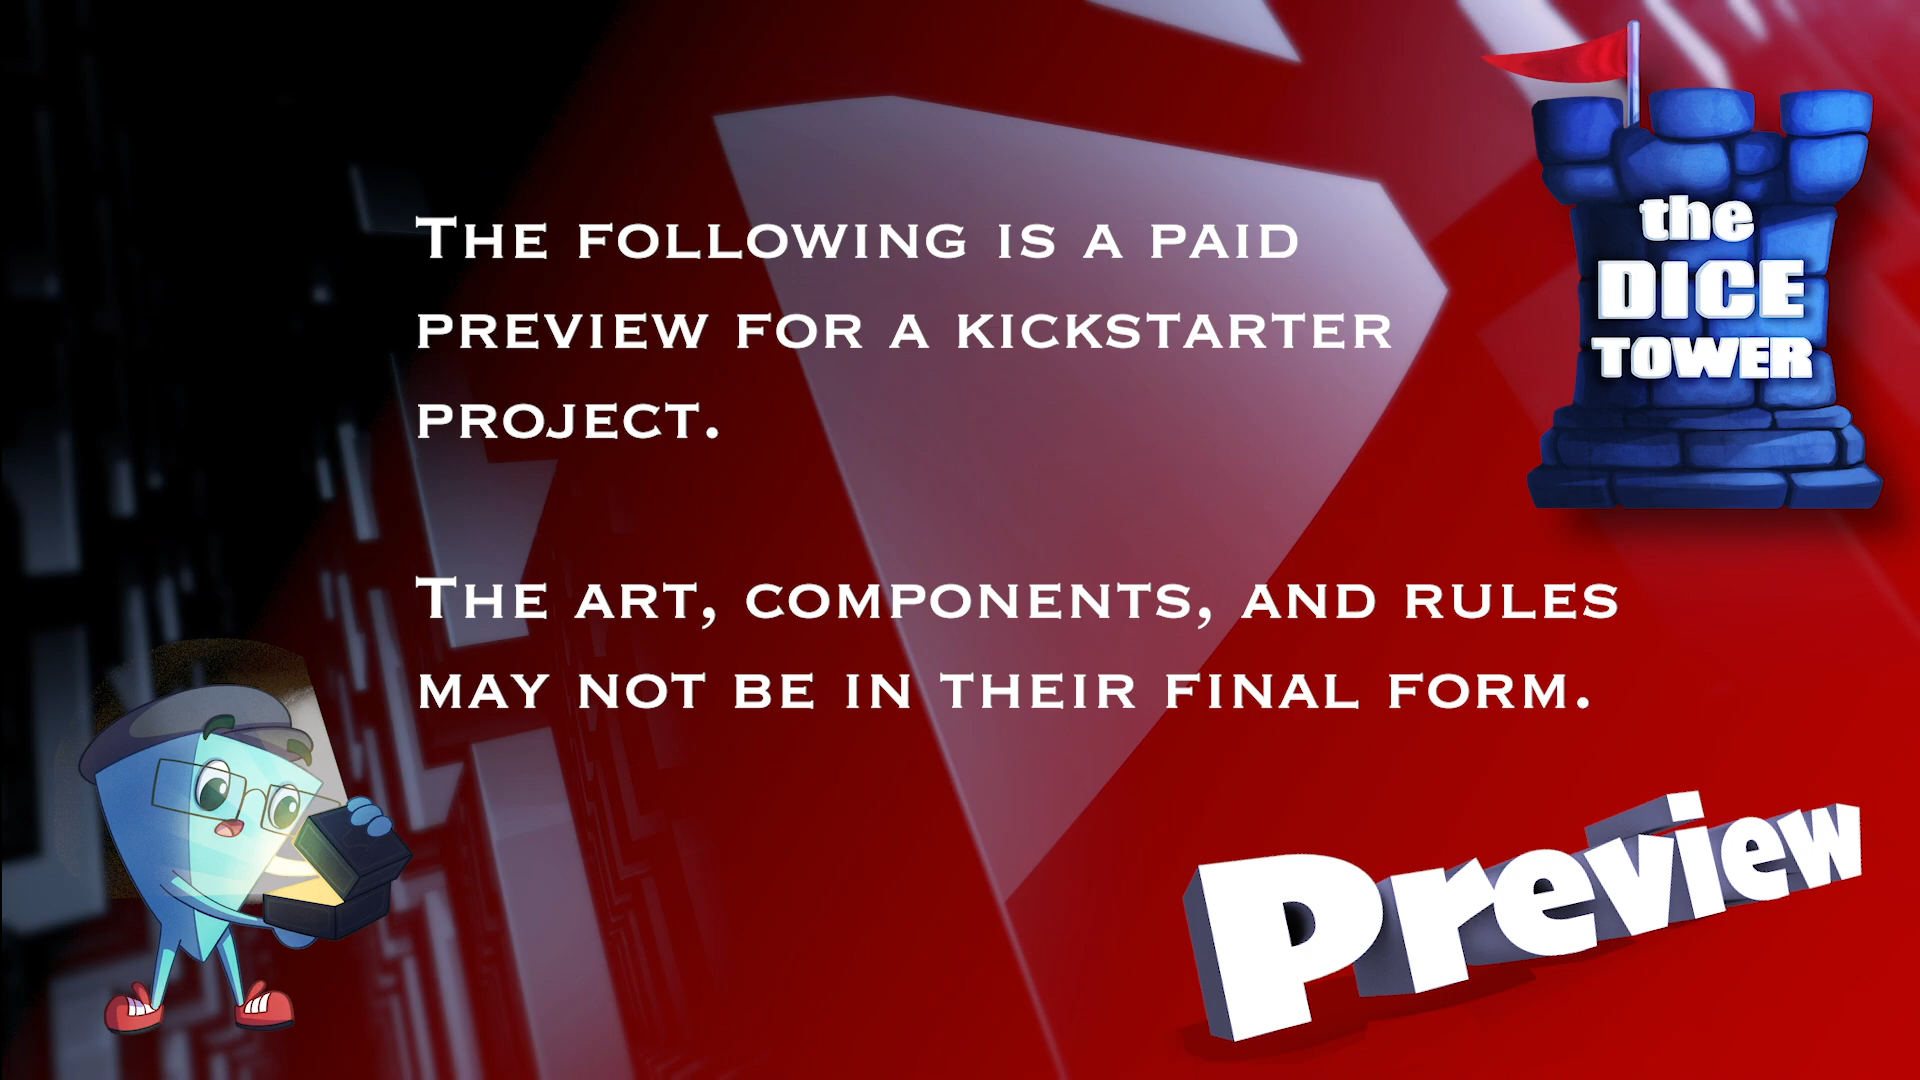 The following is a paid
preview for a kickstarter
project.
The art, components, and rules
may not be in their final form.
the
DICE
TOWER
Preview